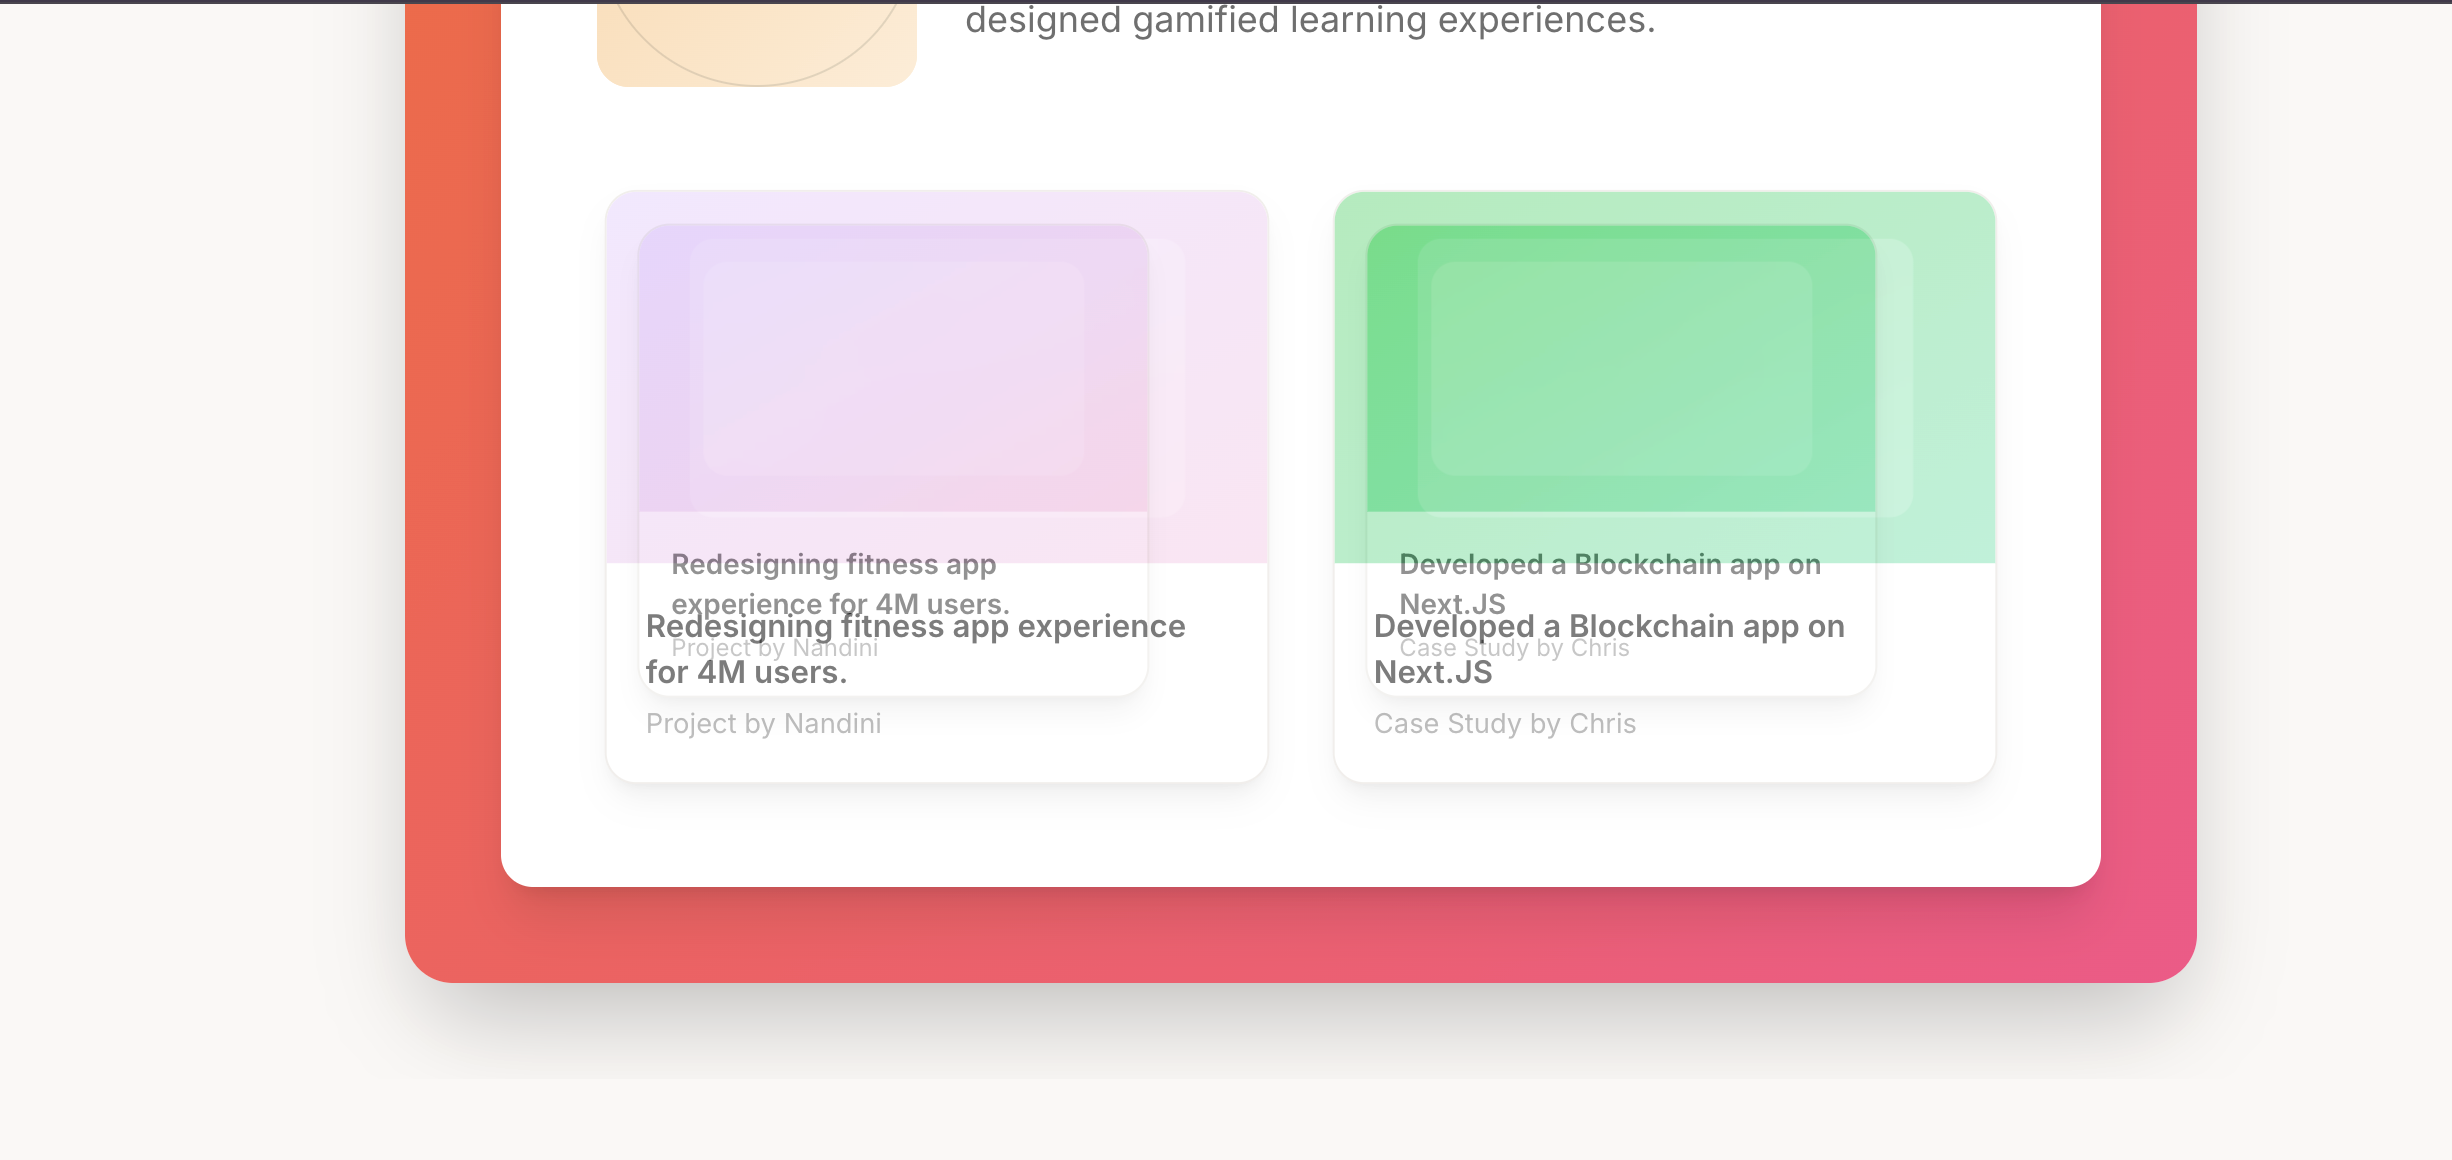 designed gamified learning experiences.
Redesigning fitness app
experience for 4M users.
Project by Nandini
Redesigning fitness app experience
for 4M users.
Project by Nandini
Developed a Blockchain app on
Next.JS
Case Study by Chris
Developed a Blockchain app on
Next.JS
Case Study by Chris